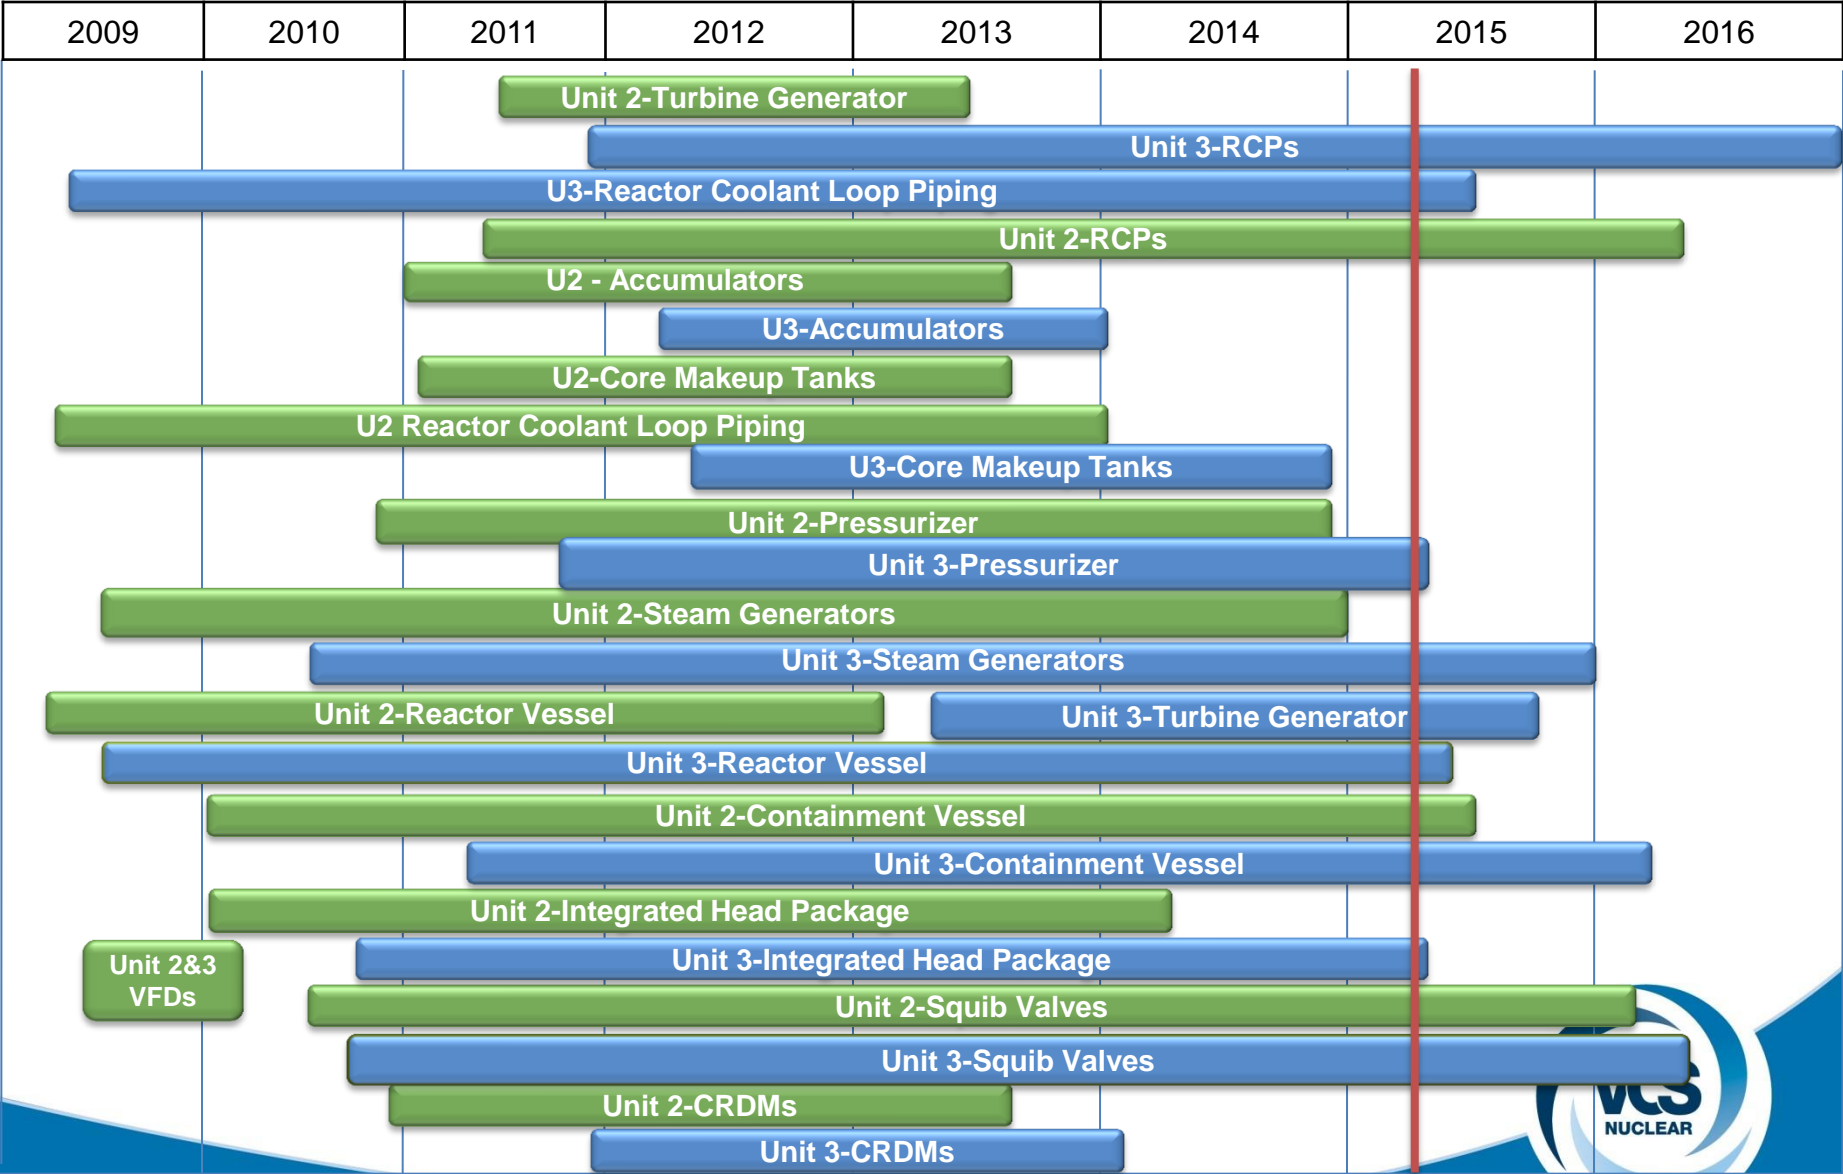 2009 2010 2011 2012 2013 2014 2015 2016
Unit 2-Turbine Generator
Unit 3-RCPs
U3-Reactor Coolant Loop Piping
Unit 2-RCPs
U2 - Accumulators
U3-Accumulators
U2-Core Makeup Tanks
U2 Reactor Coolant Loop Piping
U3-Core Makeup Tanks
Unit 2-Pressurizer
Unit 3-Pressurizer
Unit 2-Steam Generators
Unit 3-Steam Generators
Unit 2-Reactor Vessel
Unit 3-Turbine Generator
Unit 3-Reactor Vessel
Unit 2-Containment Vessel
Unit 3-Containment Vessel
Unit 2-Integrated Head Package
Unit 2&3
VFDs
Unit 3-Integrated Head Package
Unit 2-Squib Valves
Unit 3-Squib Valves
Unit 2-CRDMs
Unit 3-CRDMs
VCS
NUCLEAR